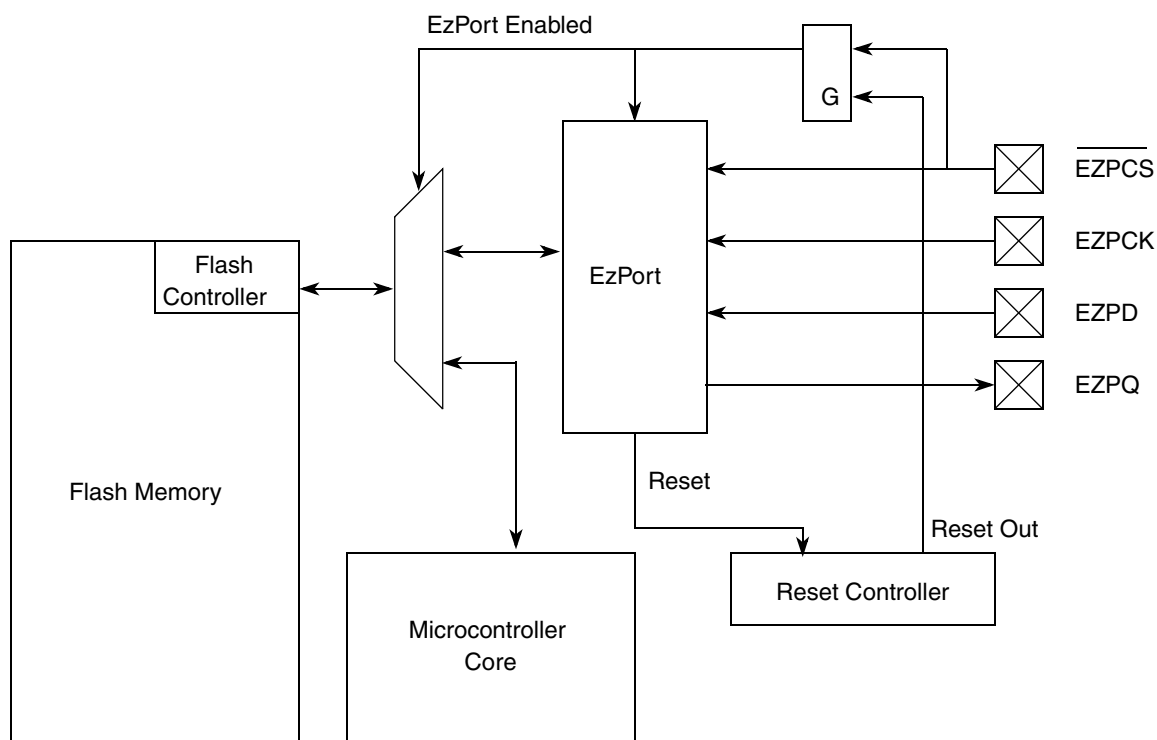 EzPort Enabled
G
EZPCS
EZPCK
Flash
Controller
EzPort
EZPD
EZPQ
Flash Memory
Reset
Reset Out
Reset Controller
Microcontroller
Core